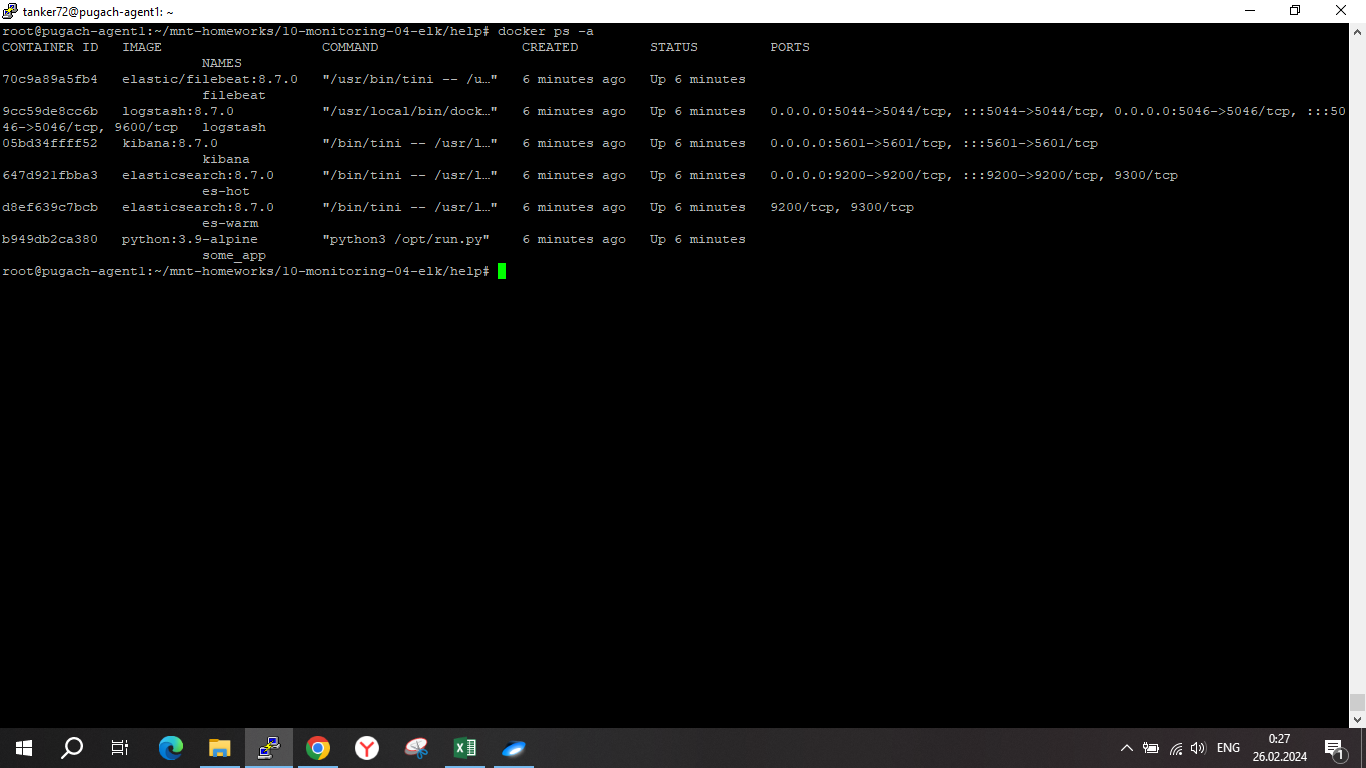 tanker72@pugach-agent1: ~
root@pugach-agent1:~/mnt-homeworks/10-monitoring-04-elk/help# docker ps -a
CONTAINER ID   IMAGE                    COMMAND                  CREATED         STATUS         PORTS
                         NAMES
70c9a89a5fb4   elastic/filebeat:8.7.0   "/usr/bin/tini -- /u…"   6 minutes ago   Up 6 minutes
                         filebeat
9cc59de8cc6b   logstash:8.7.0           "/usr/local/bin/dock…"   6 minutes ago   Up 6 minutes   0.0.0.0:5044->5044/tcp, :::5044->5044/tcp, 0.0.0.0:5046->5046/tcp, :::50
46->5046/tcp, 9600/tcp   logstash
05bd34ffff52   kibana:8.7.0             "/bin/tini -- /usr/l…"   6 minutes ago   Up 6 minutes   0.0.0.0:5601->5601/tcp, :::5601->5601/tcp
                         kibana
647d921fbba3   elasticsearch:8.7.0      "/bin/tini -- /usr/l…"   6 minutes ago   Up 6 minutes   0.0.0.0:9200->9200/tcp, :::9200->9200/tcp, 9300/tcp
                         es-hot
d8ef639c7bcb   elasticsearch:8.7.0      "/bin/tini -- /usr/l…"   6 minutes ago   Up 6 minutes   9200/tcp, 9300/tcp
                         es-warm
b949db2ca380   python:3.9-alpine        "python3 /opt/run.py"    6 minutes ago   Up 6 minutes
                         some_app
root@pugach-agent1:~/mnt-homeworks/10-monitoring-04-elk/help#
ENG
0:27
26.02.2024
1